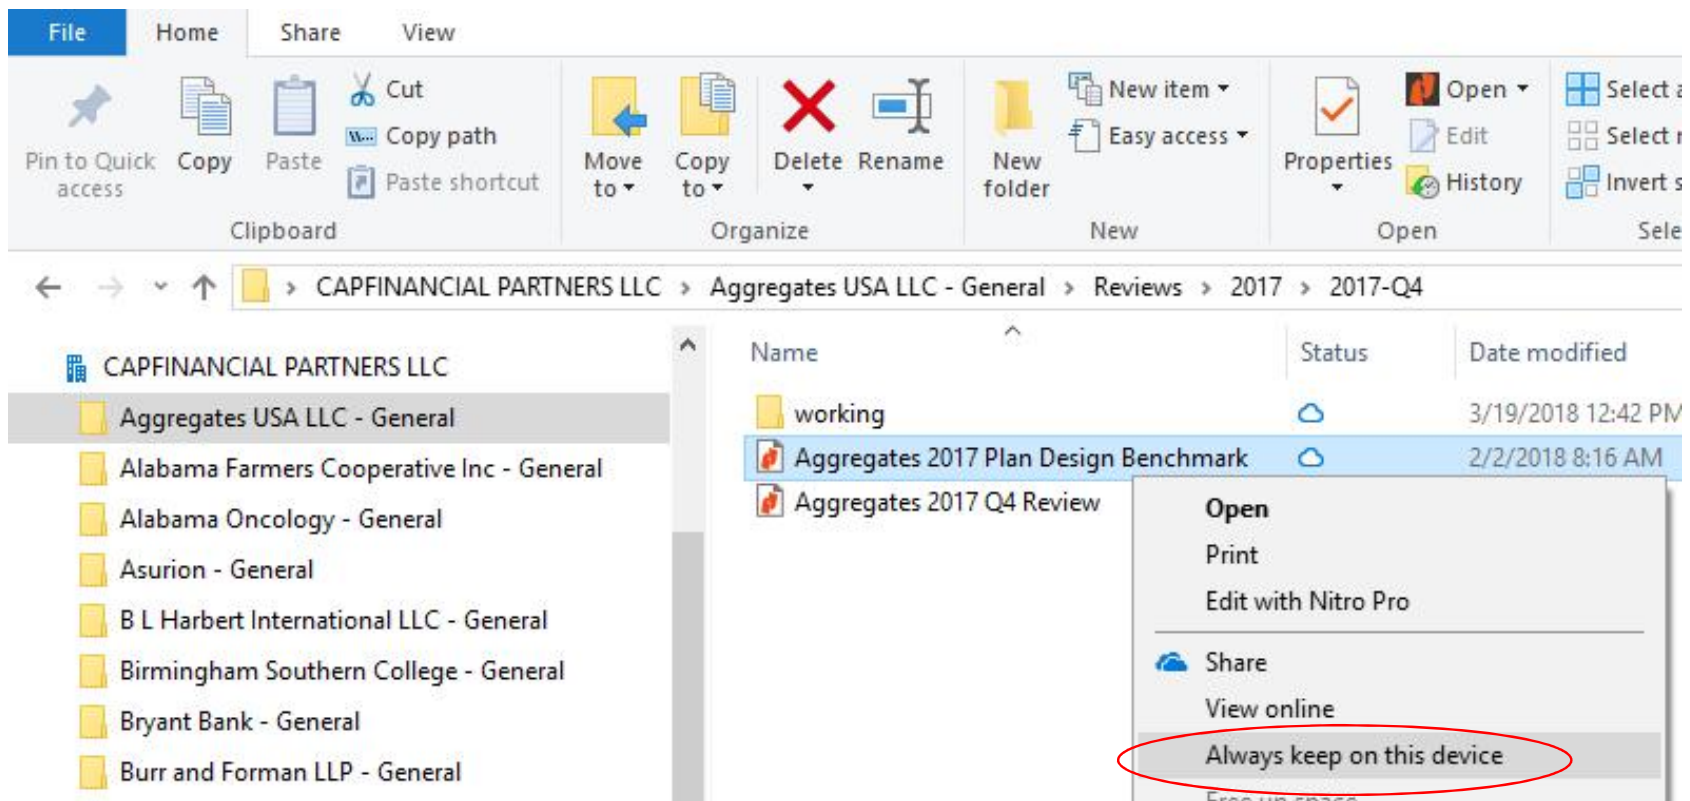 File Home Share View
Pin to Quick access
Copy
Paste
Cut
Copy path
Paste shortcut
Clipboard
Move to
Copy to
Delete
Rename
Organize
New folder
New item
Easy access
New
Properties
Open
Edit
History
Open
Select
Select
Invert
CAPFINANCIAL PARTNERS LLC > Aggregates USA LLC - General > Reviews > 2017 > 2017-Q4
CAPFINANCIAL PARTNERS LLC
Aggregates USA LLC - General
Alabama Farmers Cooperative Inc - General
Alabama Oncology - General
Asurion - General
B L Harbert International LLC - General
Birmingham Southern College - General
Bryant Bank - General
Burr and Forman LLP - General
Name Status Date modified
working 3/19/2018 12:42 PM
Aggregates 2017 Plan Design Benchmark 2/2/2018 8:16 AM
Aggregates 2017 Q4 Review
Open
Print
Edit with Nitro Pro
Share
View online
Always keep on this device
Free up space